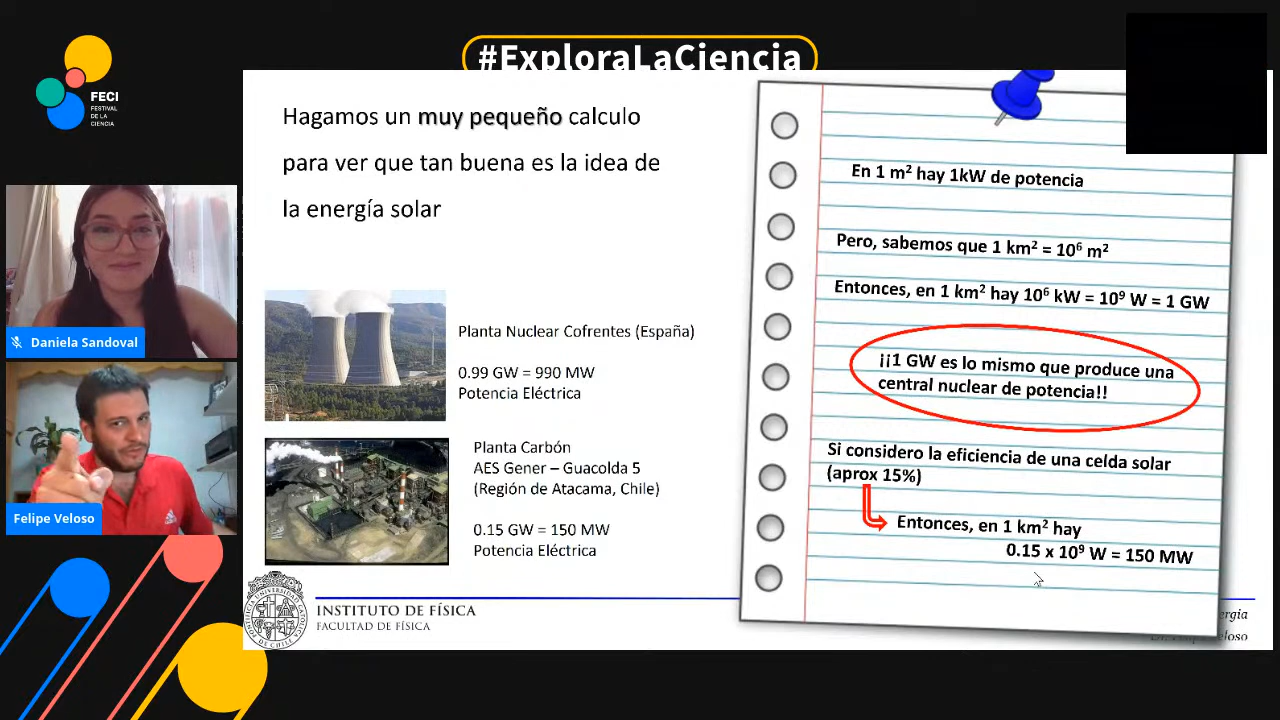 #ExploraLaCiencia
FECI
FESTIVAL
DE LA
CIENCIA
Hagamos un muy pequeño calculo
para ver que tan buena es la idea de
la energía solar
Daniela Sandoval
Felipe Veloso
Planta Nuclear Cofrentes (España)
0.99 GW = 990 MW
Potencia Eléctrica
Planta Carbón
AES Gener – Guacolda 5
(Región de Atacama, Chile)
0.15 GW = 150 MW
Potencia Eléctrica
En 1 m² hay 1kW de potencia
Pero, sabemos que 1 km² = 10⁶ m²
Entonces, en 1 km² hay 10⁶ kW = 10⁹ W = 1 GW
¡¡1 GW es lo mismo que produce una
central nuclear de potencia!!
Si considero la eficiencia de una celda solar
(aprox 15%)
Entonces, en 1 km² hay
0.15 x 10⁹ W = 150 MW
INSTITUTO DE FÍSICA
FACULTAD DE FÍSICA